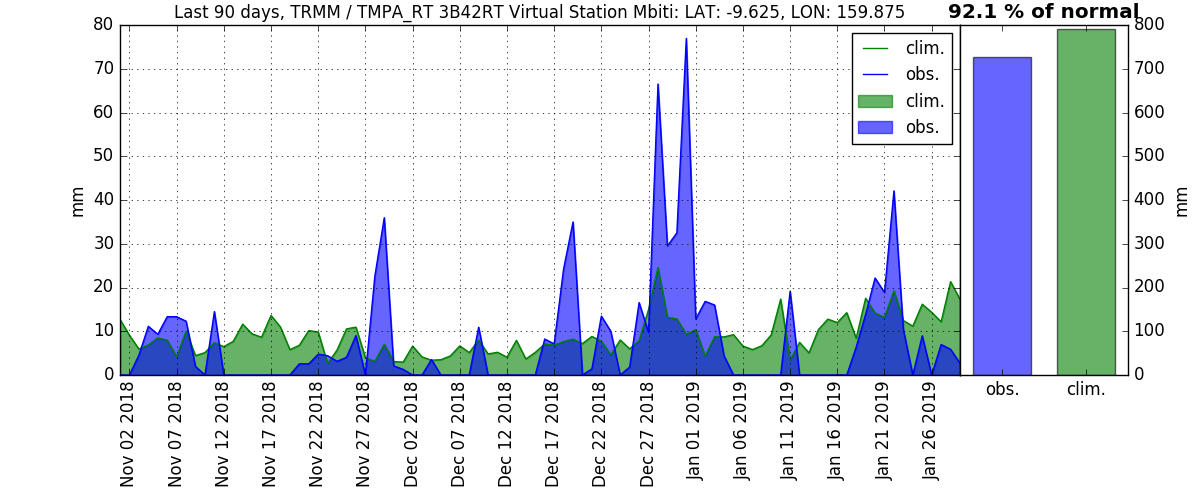 Last 90 days, TRMM / TMPA_RT 3B42RT Virtual Station Mbiti: LAT: -9.625, LON: 159.875
92.1 % of normal
80
70
60
50
40
30
20
10
0
mm
clim.
obs.
clim.
obs.
800
700
600
500
400
300
200
100
0
mm
Nov 02 2018
Nov 07 2018
Nov 12 2018
Nov 17 2018
Nov 22 2018
Nov 27 2018
Dec 02 2018
Dec 07 2018
Dec 12 2018
Dec 17 2018
Dec 22 2018
Dec 27 2018
Jan 01 2019
Jan 06 2019
Jan 11 2019
Jan 16 2019
Jan 21 2019
Jan 26 2019
obs.
clim.